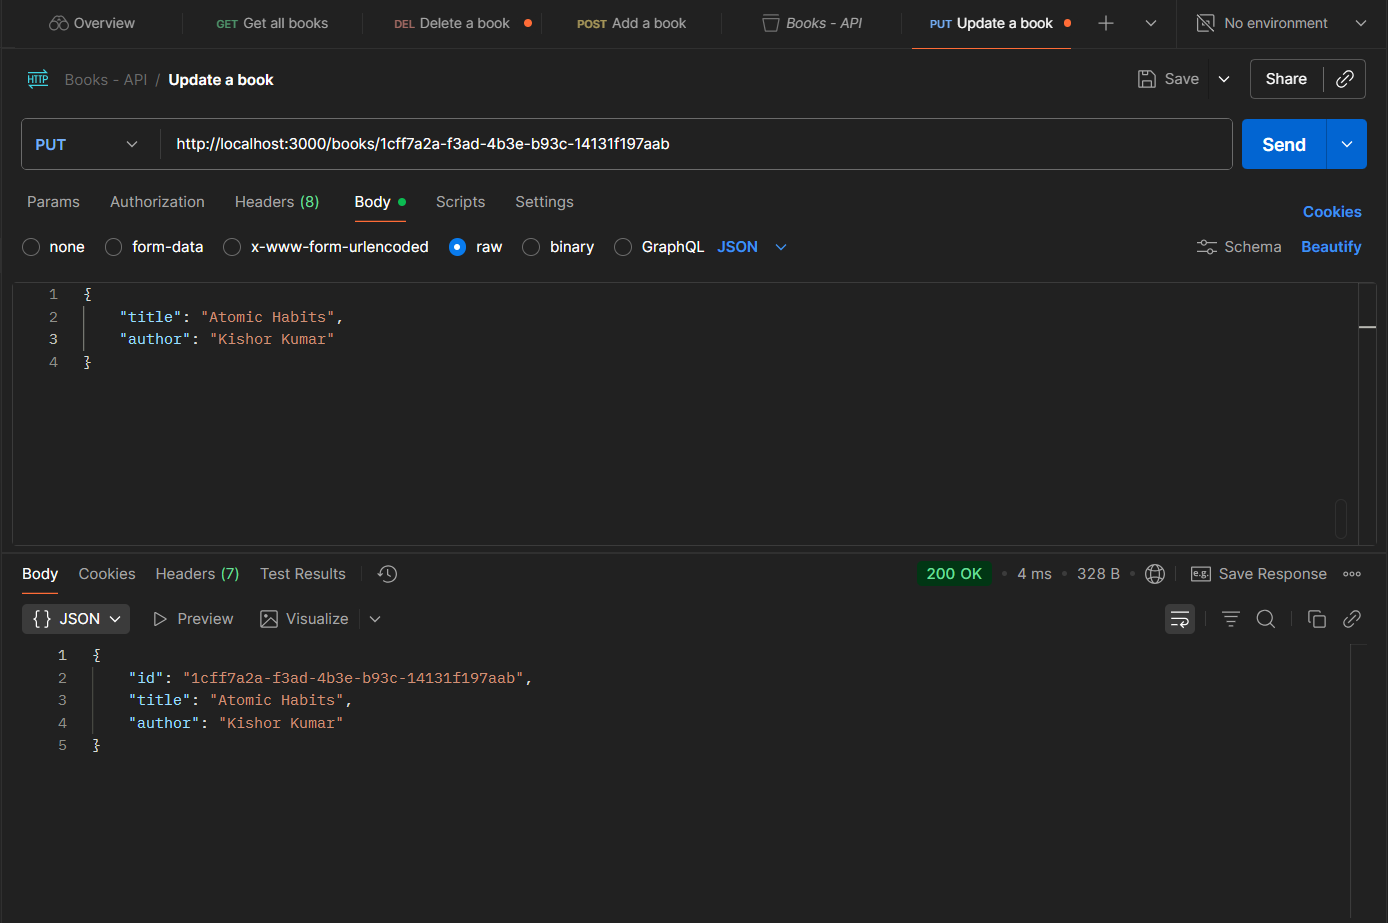 Overview GET Get all books DEL Delete a book POST Add a book Books - API PUT Update a book No environment
HTTP Books - API / Update a book Save Share
PUT http://localhost:3000/books/1cff7a2a-f3ad-4b3e-b93c-14131f197aab Send
Params Authorization Headers (8) Body Scripts Settings Cookies
none form-data x-www-form-urlencoded raw binary GraphQL JSON Schema Beautify
1 {
2 "title": "Atomic Habits",
3 "author": "Kishor Kumar"
4 }
Body Cookies Headers (7) Test Results 200 OK 4 ms 328 B e.g. Save Response
{} JSON Preview Visualize
1 {
2 "id": "1cff7a2a-f3ad-4b3e-b93c-14131f197aab",
3 "title": "Atomic Habits",
4 "author": "Kishor Kumar"
5 }